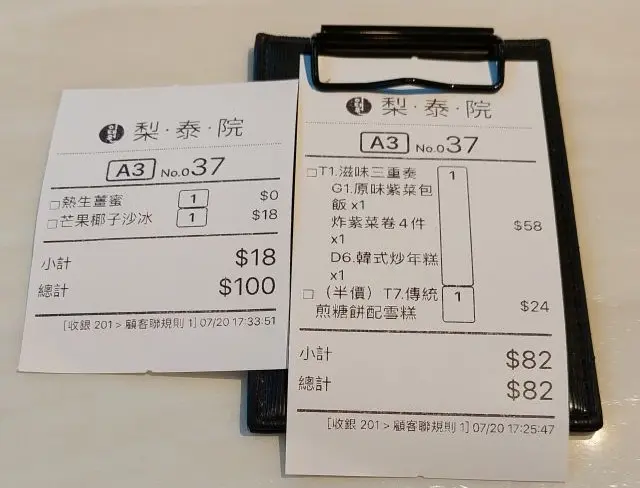 梨·泰·院
A3 No.037
□熱生薑蜜 1 $0
□芒果椰子沙冰 1 $18
小計 $18
總計 $100
[收銀 201 > 顧客聯規則 1] 07/20 17:33:51
梨·泰·院
A3 No.037
□T1.滋味三重奏 1
G1.原味紫菜包
飯 x1
炸紫菜卷4件 $58
x1
D6.韓式炒年糕
x1
□（半價）T7.傳統 1
煎糖餅配雪糕 $24
小計 $82
總計 $82
[收銀 201 > 顧客聯規則 1] 07/20 17:25:47